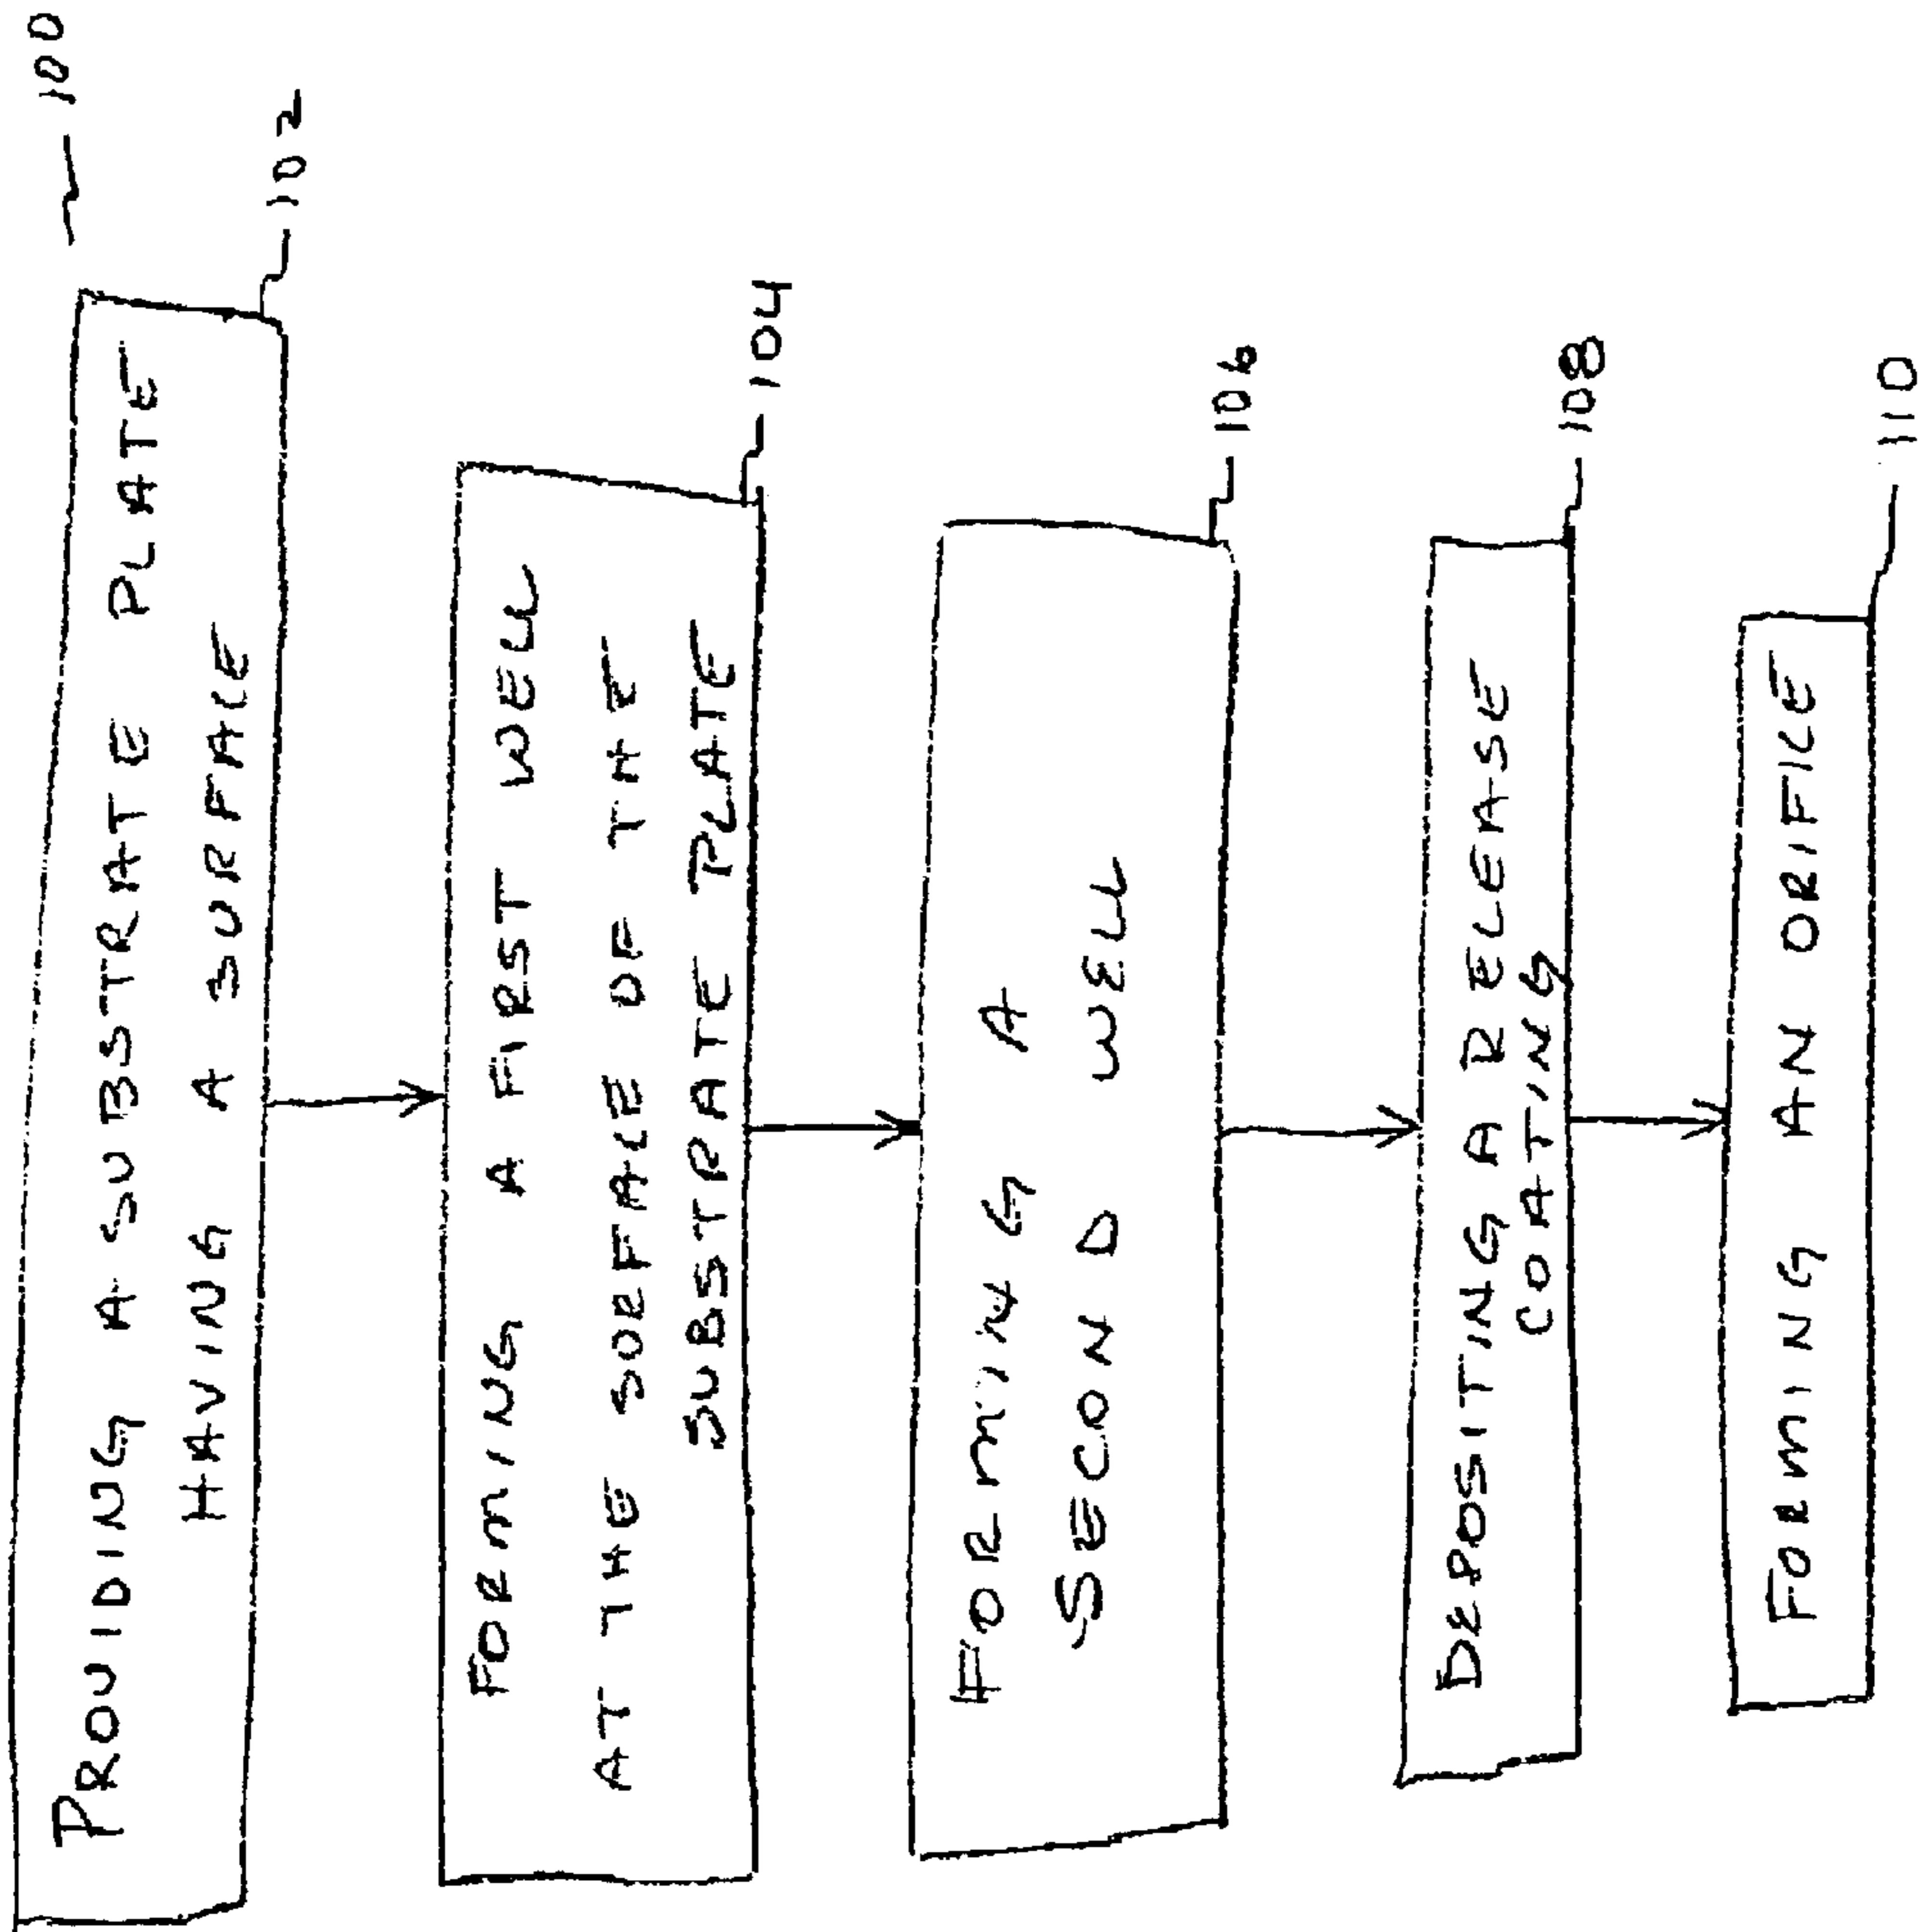 100
PROVIDING A SUBSTRATE PLATE
HAVING A SURFACE
102
FORMING A FIRST WELL
AT THE SURFACE OF THE
SUBSTRATE PLATE
104
FORMING A
SECOND WELL
106
DEPOSITING A RELEASE
COATING
108
FORMING AN ORIFICE
110